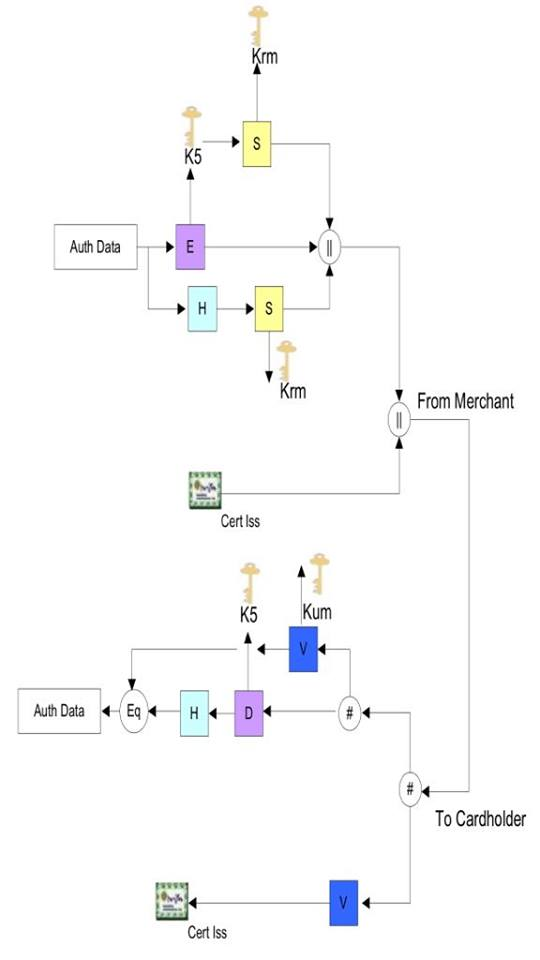 Krm
K5
S
Auth Data
E
||
H
S
Krm
From Merchant
||
Cert Iss
K5
Kum
V
Auth Data
Eq
H
D
#
#
To Cardholder
V
Cert Iss